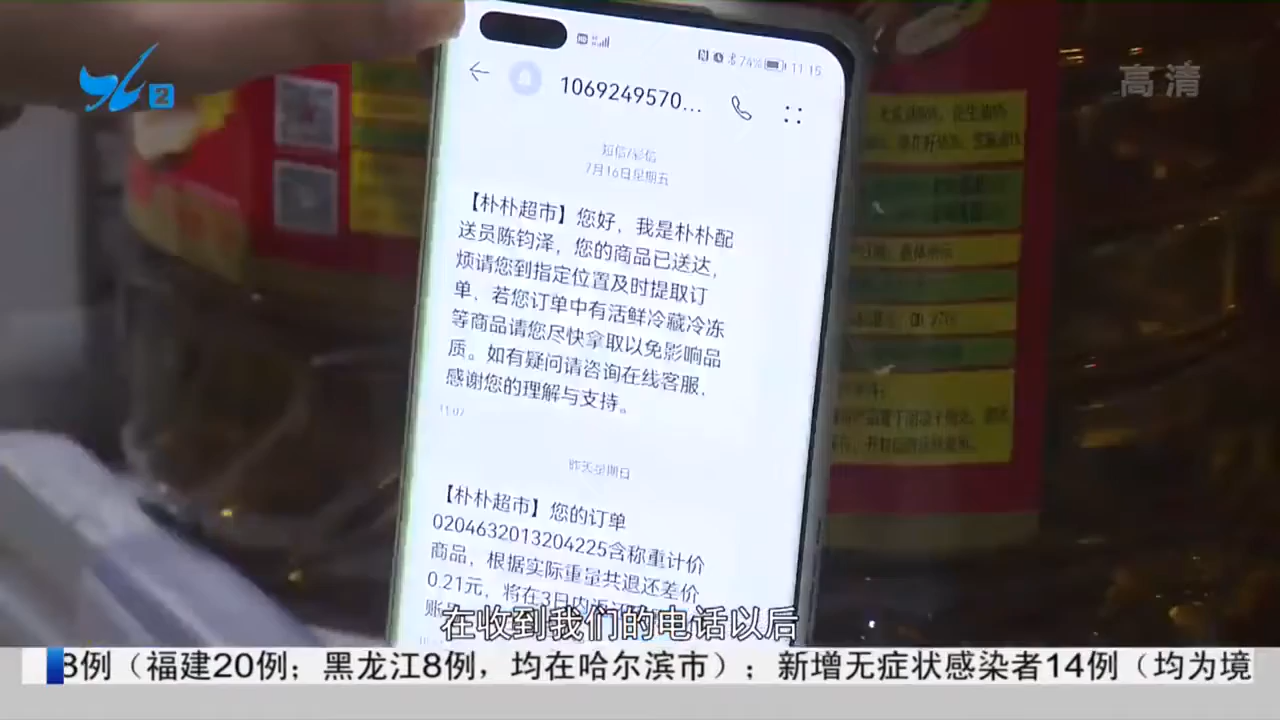 2
高清
74% 11:15
1069249570...
短信/彩信
7月16日星期五
【朴朴超市】您好，我是朴朴配
送员陈钧泽，您的商品已送达，
烦请您到指定位置及时提取订
单，若您订单中有活鲜冷藏冷冻
等商品请您尽快拿取以免影响品
质。如有疑问请咨询在线客服，
感谢您的理解与支持。
11:07
昨天星期日
【朴朴超市】您的订单
0204632013204225含称重计价
商品，根据实际重量共退还差价
0.21元，将在3日内返
账
在收到我们的电话以后
8例（福建20例；黑龙江8例，均在哈尔滨市）；新增无症状感染者14例（均为境